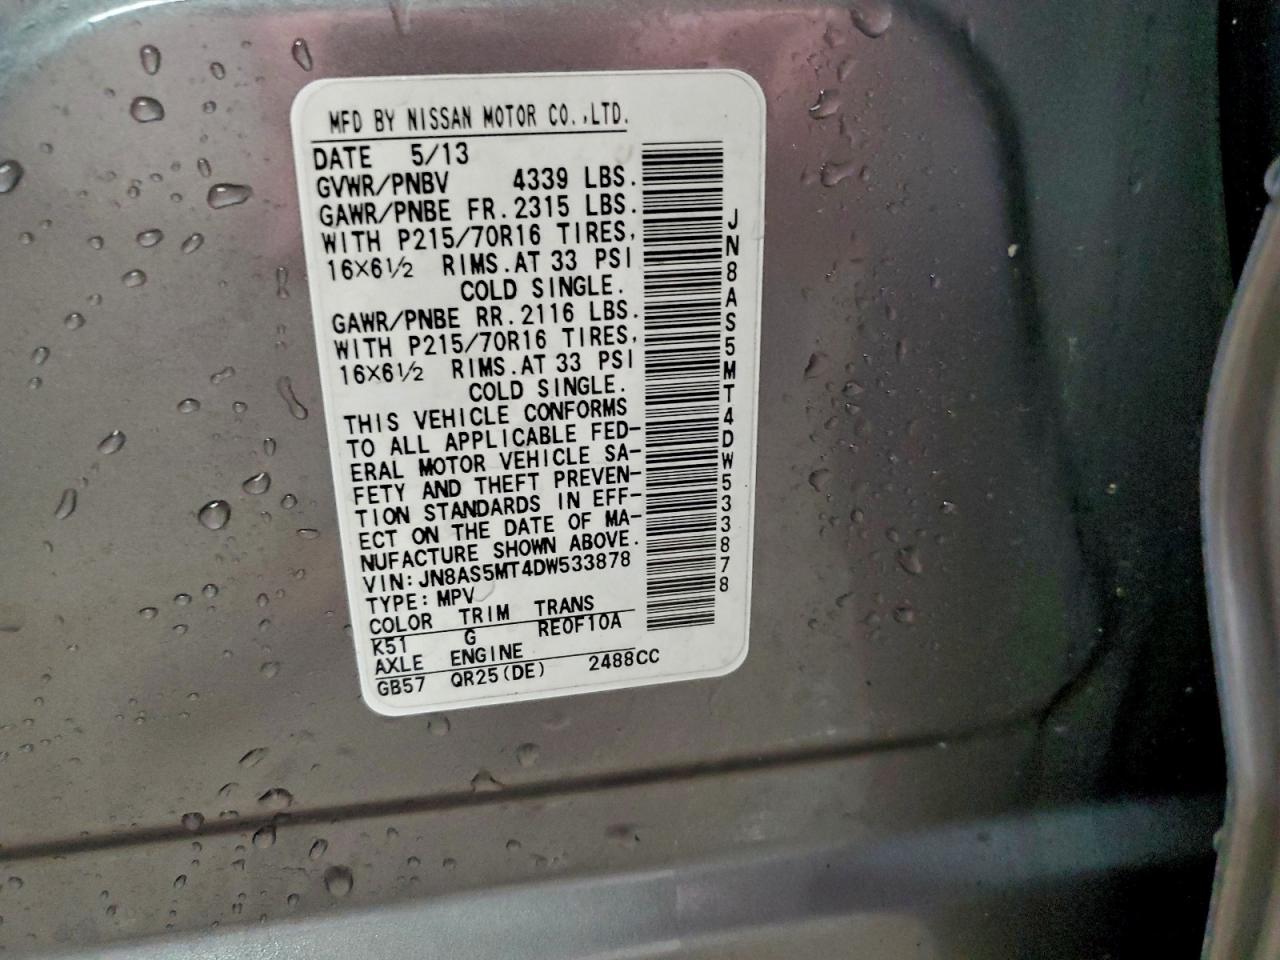 MFD BY NISSAN MOTOR CO.,LTD.
DATE 5/13
GVWR/PNBV 4339 LBS.
GAWR/PNBE FR. 2315 LBS.
WITH P215/70R16 TIRES,
16×6½ RIMS. AT 33 PSI
COLD SINGLE.
GAWR/PNBE RR. 2116 LBS.
WITH P215/70R16 TIRES,
16×6½ RIMS. AT 33 PSI
COLD SINGLE.
THIS VEHICLE CONFORMS
TO ALL APPLICABLE FED-
ERAL MOTOR VEHICLE SA-
FETY AND THEFT PREVEN-
TION STANDARDS IN EFF-
ECT ON THE DATE OF MA-
NUFACTURE SHOWN ABOVE.
VIN: JN8AS5MT4DW533878
TYPE: MPV
COLOR TRIM TRANS
K51 G RE0F10A
AXLE ENGINE
GB57 QR25(DE) 2488CC
JN8AS5MT4DW533878